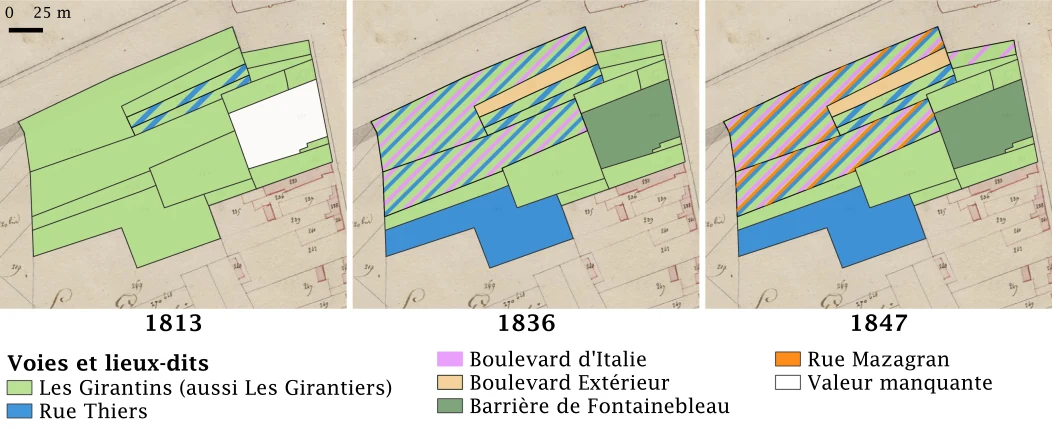 0 25 m
1813
1836
1847
Voies et lieux-dits
Les Girantins (aussi Les Girantiers)
Rue Thiers
Boulevard d'Italie
Boulevard Extérieur
Barrière de Fontainebleau
Rue Mazagran
Valeur manquante